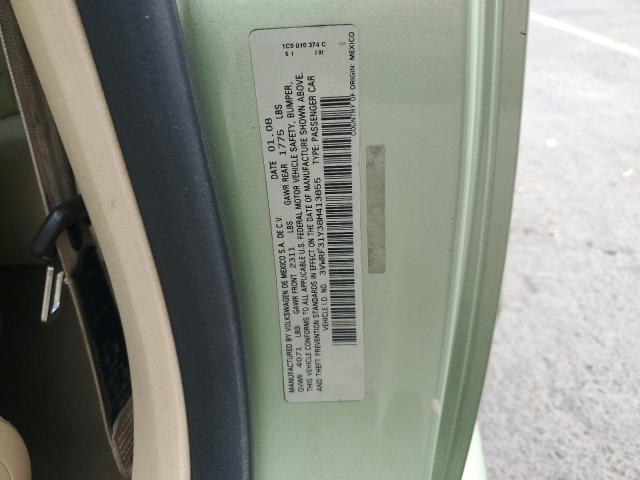 1C0 010 374 C
MANUFACTURED BY VOLKSWAGEN DE MEXICO S.A. DE C.V. DATE 01.08
GVWR 4071 LBS GAWR FRONT 2311 LBS GAWR REAR 1775 LBS
THIS VEHICLE CONFORMS TO ALL APPLICABLE U.S. FEDERAL MOTOR VEHICLE SAFETY, BUMPER,
AND THEFT PREVENTION STANDARDS IN EFFECT ON THE DATE OF MANUFACTURE SHOWN ABOVE.
VEHICLE I.D. NO. 3VWRF31Y38M413855 TYPE: PASSENGER CAR
COUNTRY OF ORIGIN: MEXICO